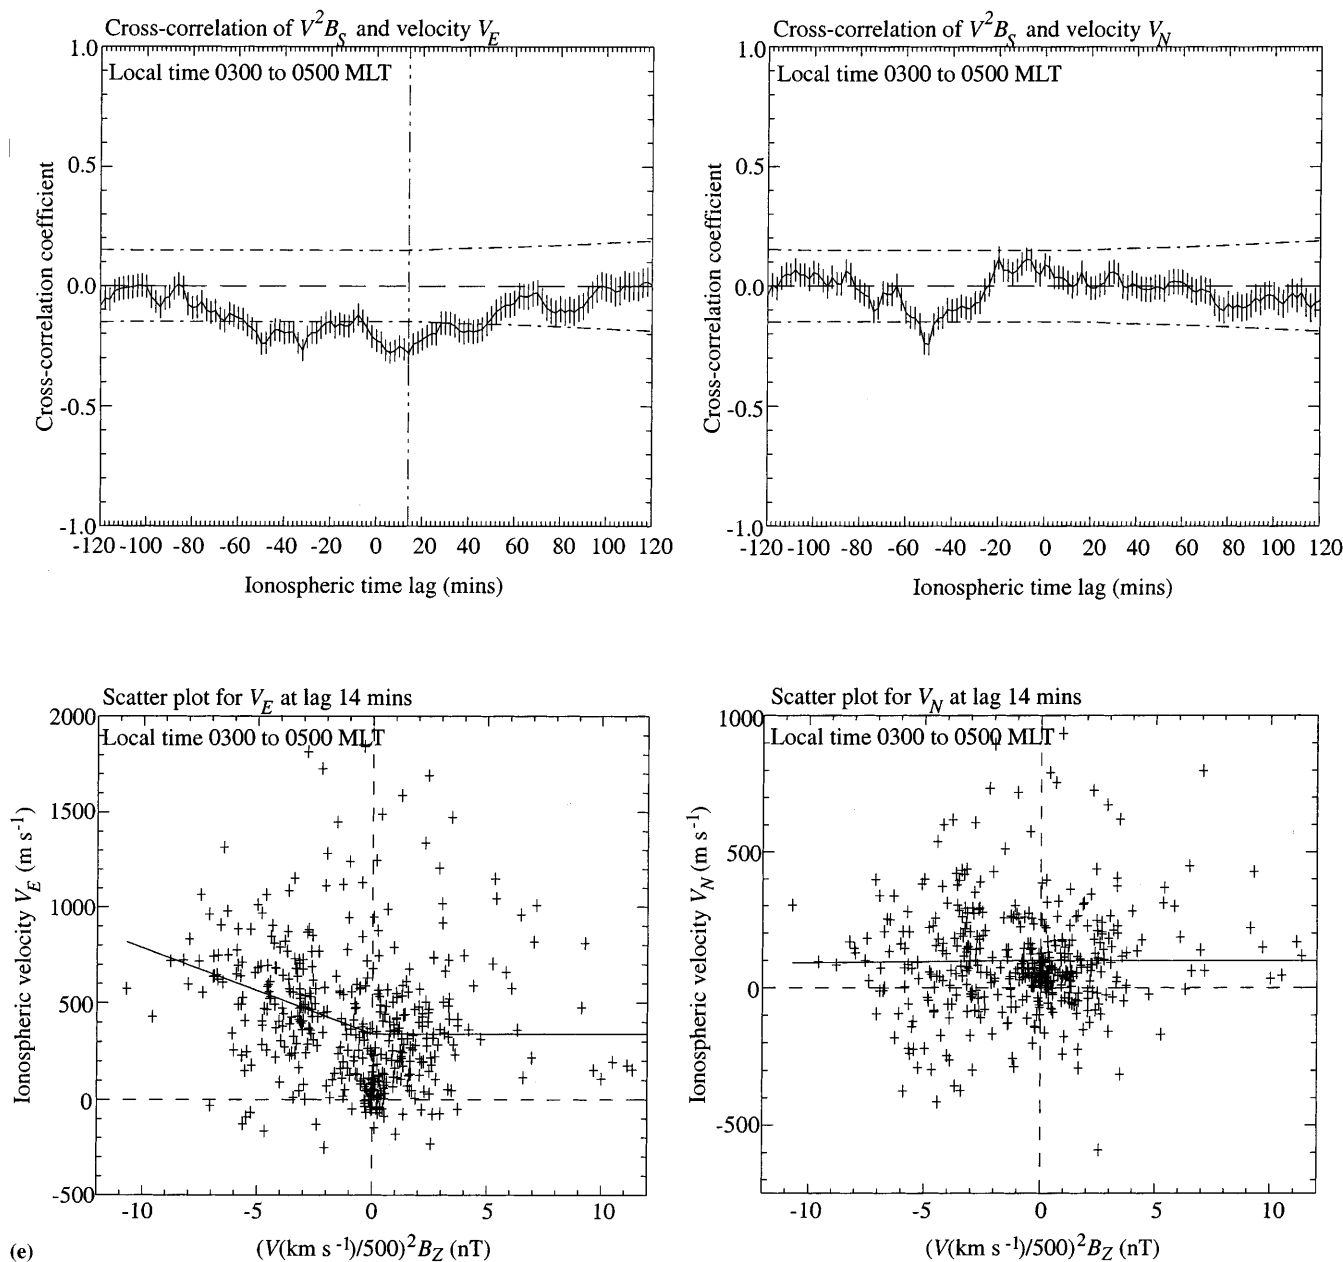 Cross-correlation of V²B_S and velocity V_E
Local time 0300 to 0500 MLT
Cross-correlation coefficient
1.0
0.5
0.0
-0.5
-1.0
-120 -100 -80 -60 -40 -20 0 20 40 60 80 100 120
Ionospheric time lag (mins)
Cross-correlation of V²B_S and velocity V_N
Local time 0300 to 0500 MLT
Cross-correlation coefficient
1.0
0.5
0.0
-0.5
-1.0
-120 -100 -80 -60 -40 -20 0 20 40 60 80 100 120
Ionospheric time lag (mins)
Scatter plot for V_E at lag 14 mins
Local time 0300 to 0500 MLT
Ionospheric velocity V_E (m s⁻¹)
2000
1500
1000
500
0
-500
-10 -5 0 5 10
(V(km s⁻¹)/500)²B_Z (nT)
Scatter plot for V_N at lag 14 mins
Local time 0300 to 0500 MLT
Ionospheric velocity V_N (m s⁻¹)
1000
500
0
-500
-10 -5 0 5 10
(V(km s⁻¹)/500)²B_Z (nT)
(e)